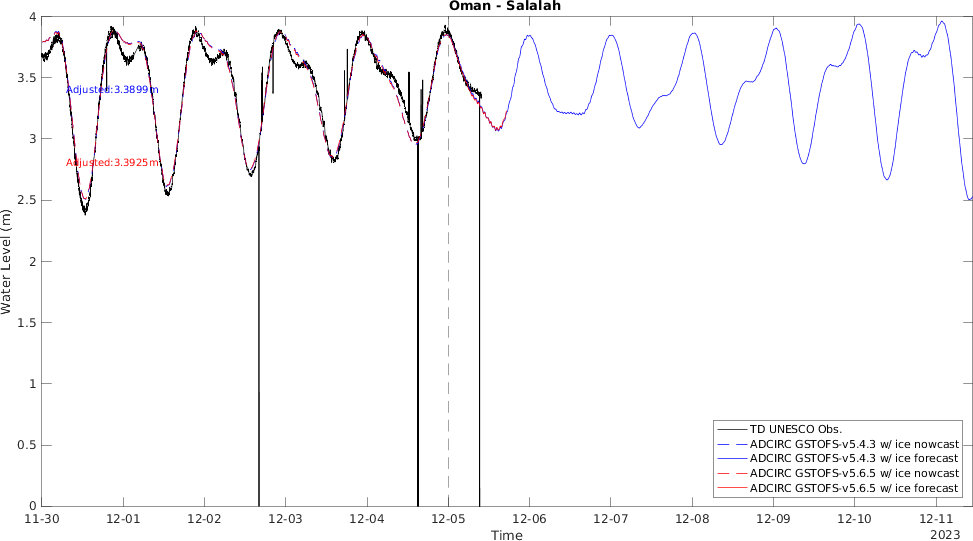 Oman - Salalah
4
3.5
3
2.5
2
1.5
1
0.5
0
Water Level (m)
Adjusted:3.3899m
Adjusted:3.3925m
TD UNESCO Obs.
ADCIRC GSTOFS-v5.4.3 w/ ice nowcast
ADCIRC GSTOFS-v5.4.3 w/ ice forecast
ADCIRC GSTOFS-v5.6.5 w/ ice nowcast
ADCIRC GSTOFS-v5.6.5 w/ ice forecast
11-30 12-01 12-02 12-03 12-04 12-05 12-06 12-07 12-08 12-09 12-10 12-11
2023
Time